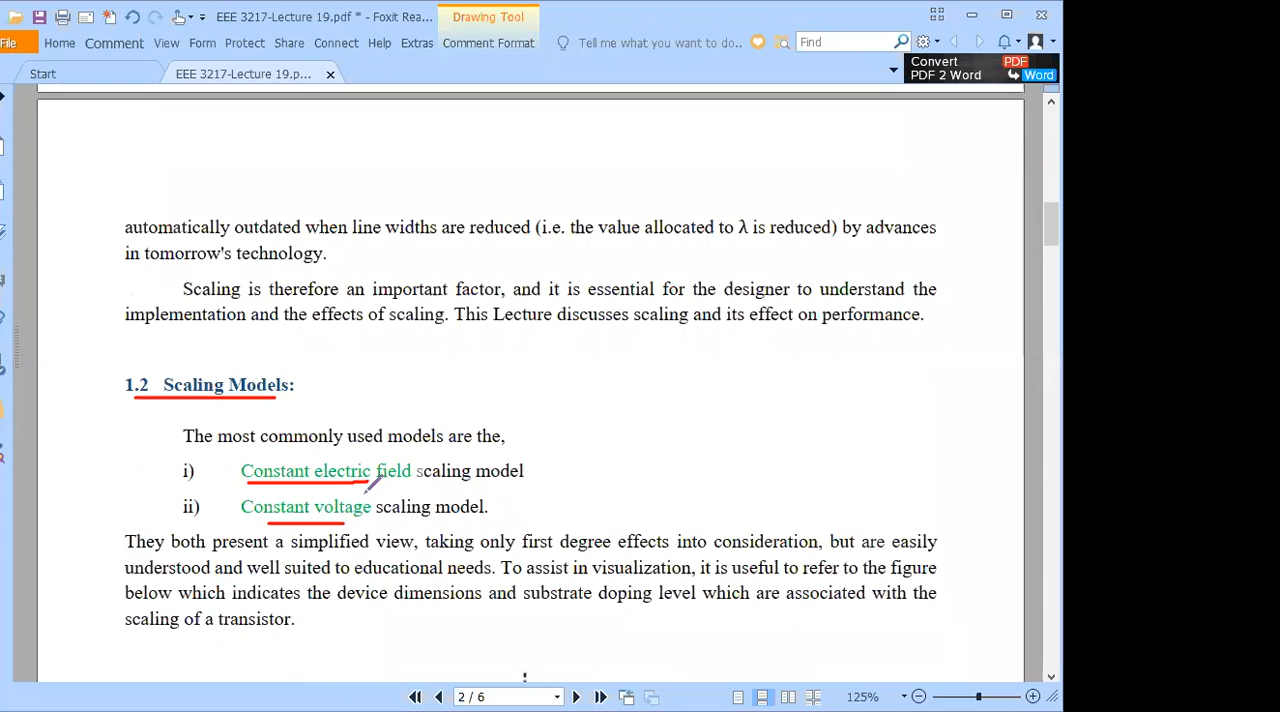 EEE 3217-Lecture 19.pdf * - Foxit Rea...
Drawing Tool
File
Home
Comment
View
Form
Protect
Share
Connect
Help
Extras
Comment Format
Tell me what you want to do..
Find
Start
EEE 3217-Lecture 19.p...
Convert PDF
PDF 2 Word Word
automatically outdated when line widths are reduced (i.e. the value allocated to λ is reduced) by advances
in tomorrow's technology.
Scaling is therefore an important factor, and it is essential for the designer to understand the
implementation and the effects of scaling. This Lecture discusses scaling and its effect on performance.
1.2 Scaling Models:
The most commonly used models are the,
i) Constant electric field scaling model
ii) Constant voltage scaling model.
They both present a simplified view, taking only first degree effects into consideration, but are easily
understood and well suited to educational needs. To assist in visualization, it is useful to refer to the figure
below which indicates the device dimensions and substrate doping level which are associated with the
scaling of a transistor.
2 / 6
125%